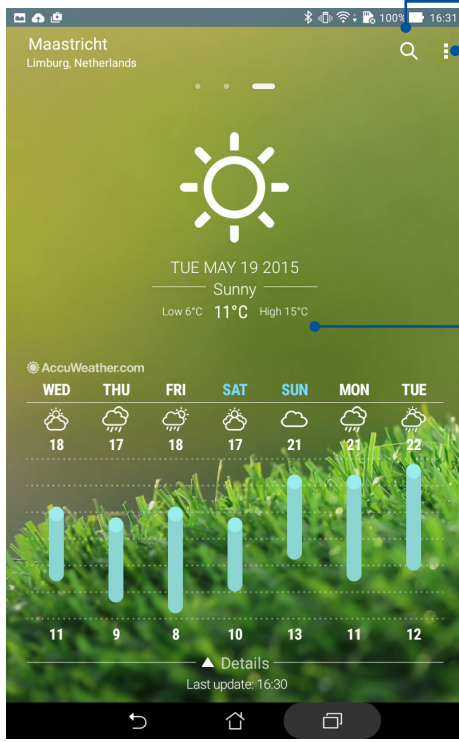 100% 16:31
Maastricht
Limburg, Netherlands
TUE MAY 19 2015
Sunny
Low 6°C 11°C High 15°C
AccuWeather.com
WED THU FRI SAT SUN MON TUE
18 17 18 17 21 21 22
11 9 8 10 13 11 12
Details
Last update: 16:30